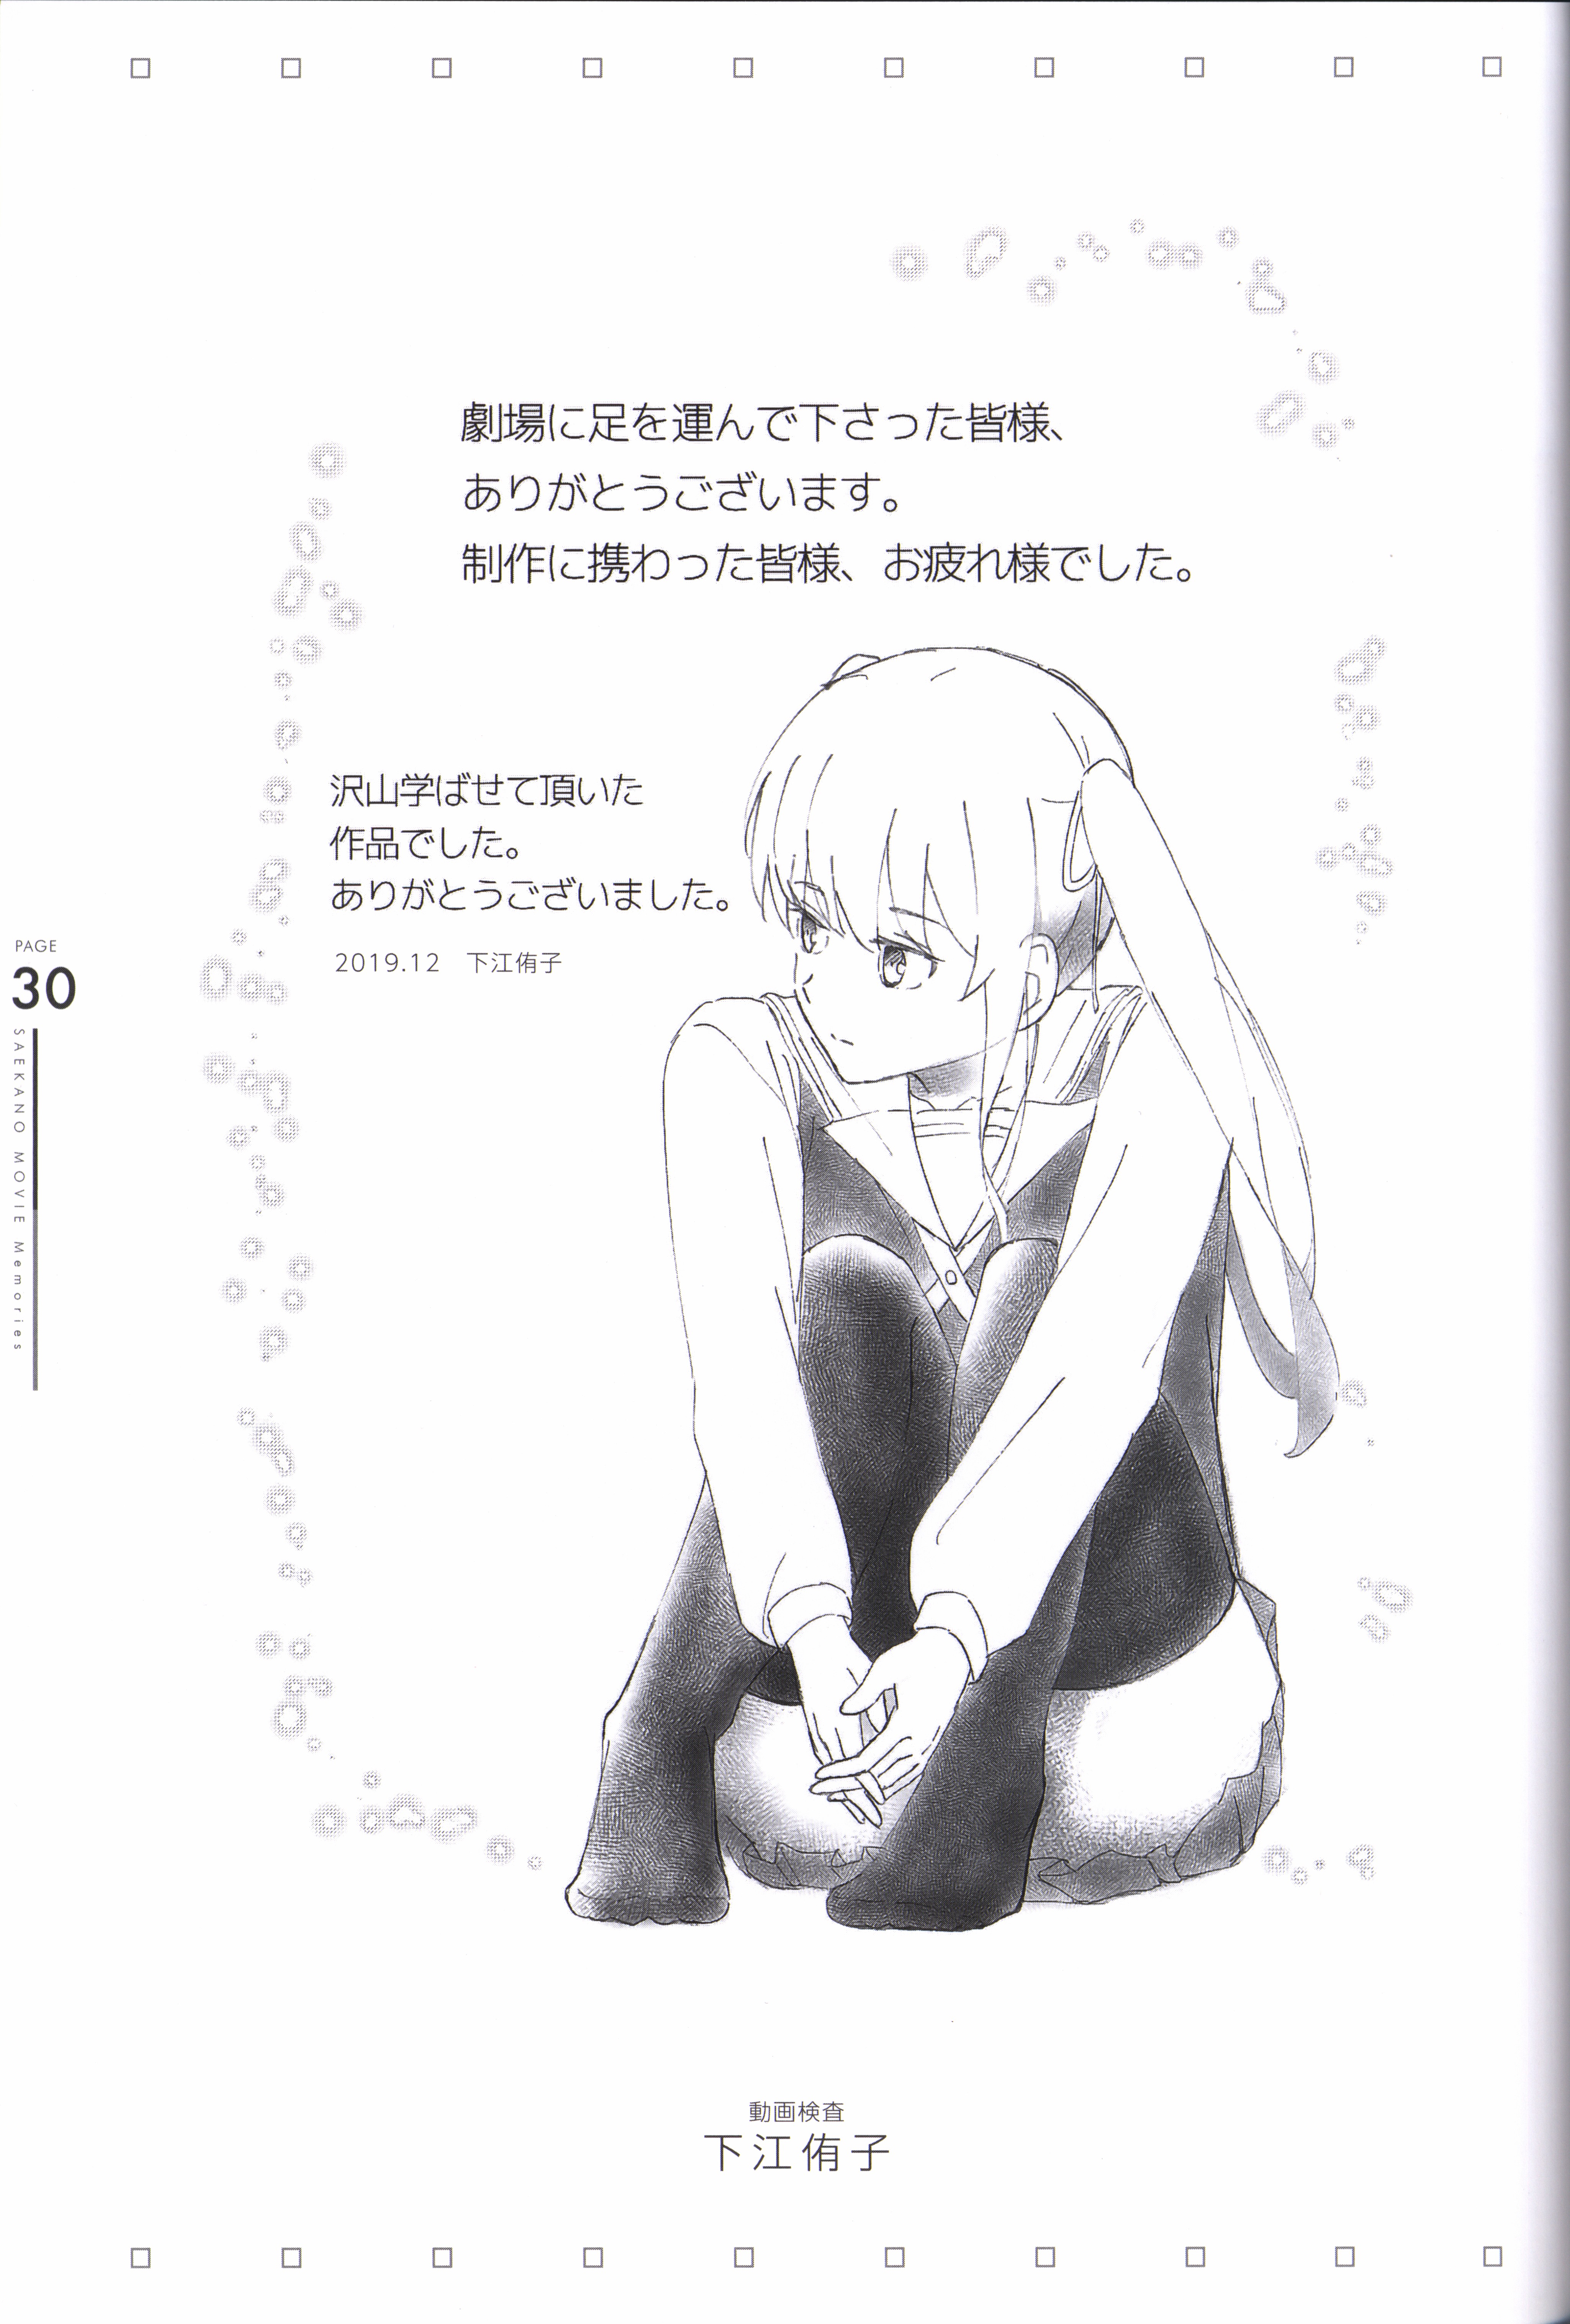 劇場に足を運んで下さった皆様、
ありがとうございます。
制作に携わった皆様、お疲れ様でした。
沢山学ばせて頂いた
作品でした。
ありがとうございました。
2019.12 下江侑子
PAGE
30
SAEKANO MOVIE Memories
動画検査
下江侑子